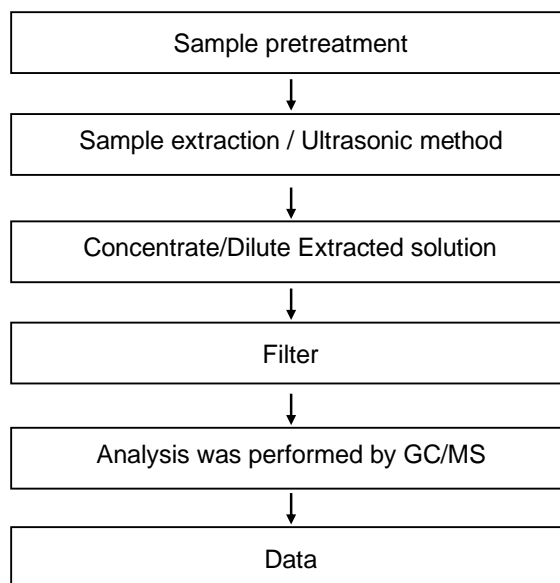 Sample pretreatment
Sample extraction / Ultrasonic method
Concentrate/Dilute Extracted solution
Filter
Analysis was performed by GC/MS
Data